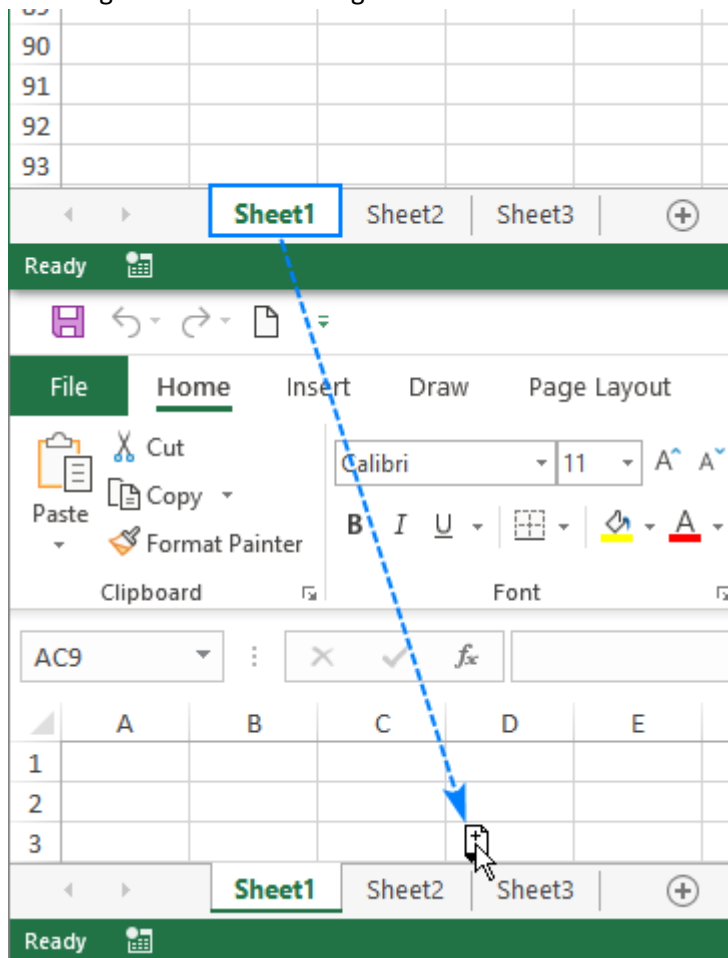 90
91
92
93
Sheet1 Sheet2 Sheet3
Ready
File Home Insert Draw Page Layout
Cut
Calibri 11 A^ Aˇ
Copy
Paste
B I U A
Format Painter
Clipboard Font
AC9 fx
A B C D E
1
2
3
Sheet1 Sheet2 Sheet3
Ready